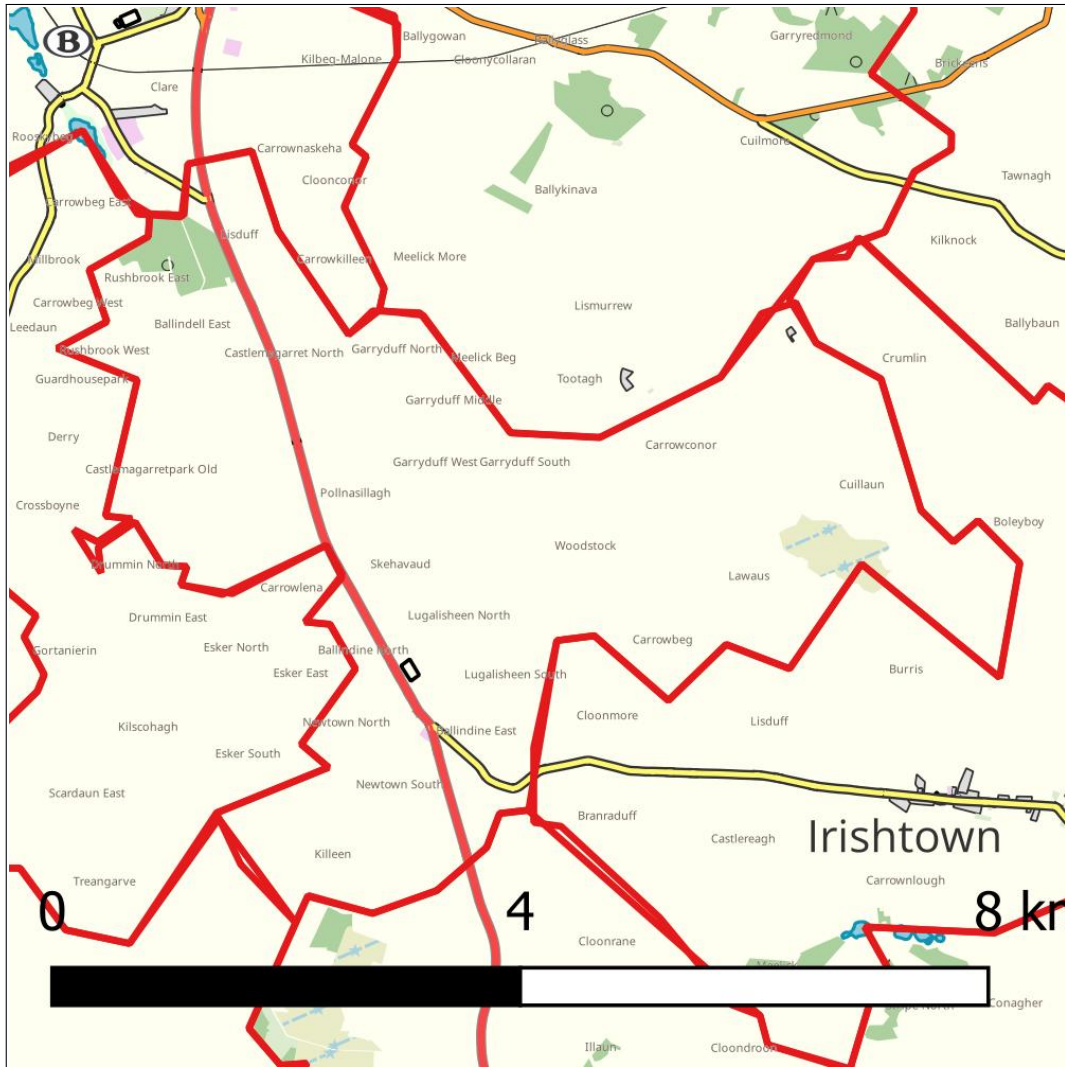 Ballygowan
Garryredmond
Ballyglass
B
Kilbeg-Malone
Cloonycollaran
Brickeens
Clare
Rooskybeg
Cuilmore
Carrownaskeha
Cloonconor
Tawnagh
Ballykinava
Carrowbeg East
Lisduff
Kilknock
Millbrook
Carrowkilleen
Meelick More
Rushbrook East
Carrowbeg West
Lismurrew
Leedaun
Ballindell East
Ballybaun
Rushbrook West
Castlemagarret North
Garryduff North
Meelick Beg
Crumlin
Guardhousepark
Tootagh
Garryduff Middle
Derry
Carrowconor
Castlemagarretpark Old
Garryduff West
Garryduff South
Cuillaun
Pollnasillagh
Crossboyne
Boleyboy
Woodstock
Drummin North
Skehavaud
Lawaus
Carrowlena
Drummin East
Lugalisheen North
Carrowbeg
Gortanierin
Esker North
Ballindine North
Esker East
Lugalisheen South
Burris
Cloonmore
Kilscohagh
Newtown North
Lisduff
Ballindine East
Esker South
Scardaun East
Newtown South
Branraduff
Castlereagh
Irishtown
Killeen
Treangarve
Carrownlough
0
4
8 km
Cloonrane
Conagher
Illaun
Cloondroon